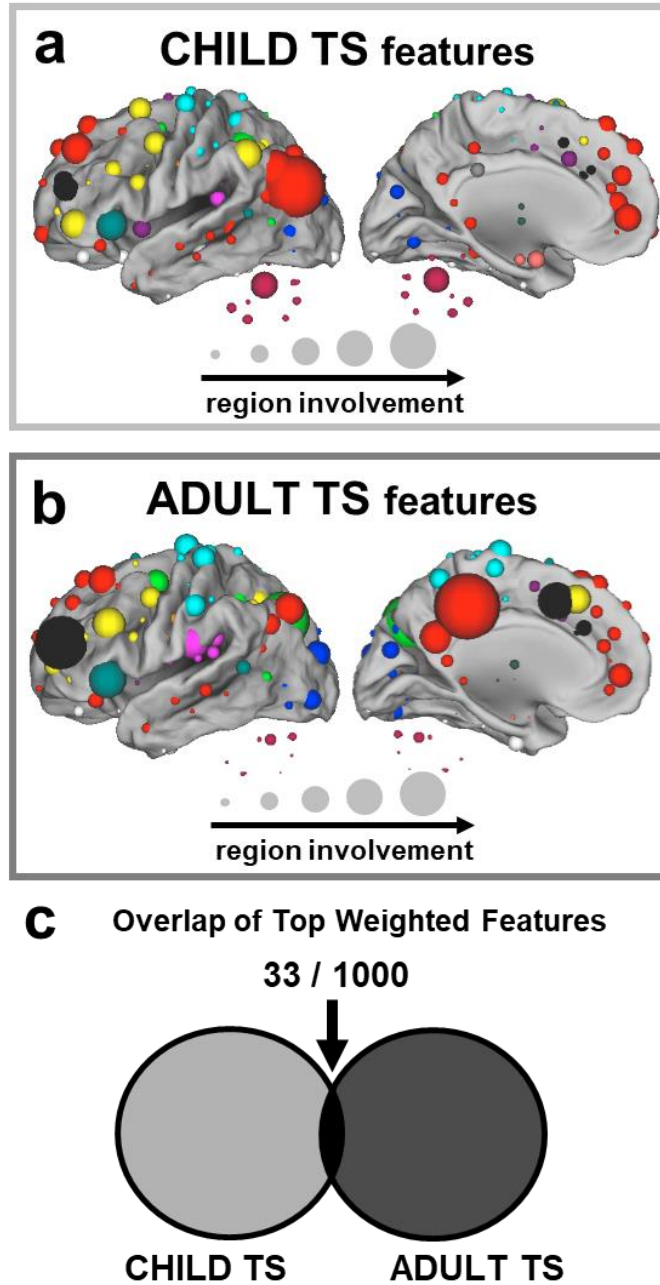 a
CHILD TS features
region involvement
b
ADULT TS features
region involvement
c
Overlap of Top Weighted Features
33 / 1000
CHILD TS
ADULT TS